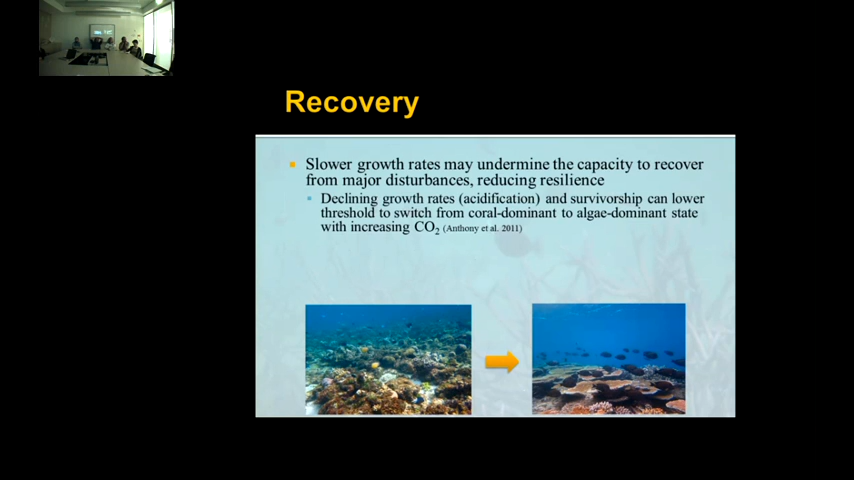 Recovery
Slower growth rates may undermine the capacity to recover
from major disturbances, reducing resilience
Declining growth rates (acidification) and survivorship can lower
threshold to switch from coral-dominant to algae-dominant state
with increasing CO₂ (Anthony et al. 2011)